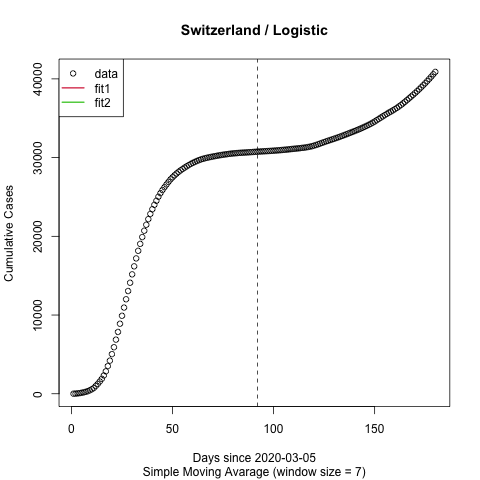 Switzerland / Logistic
data
fit1
fit2
Cumulative Cases
40000
30000
20000
10000
0
0
50
100
150
Days since 2020-03-05
Simple Moving Avarage (window size = 7)